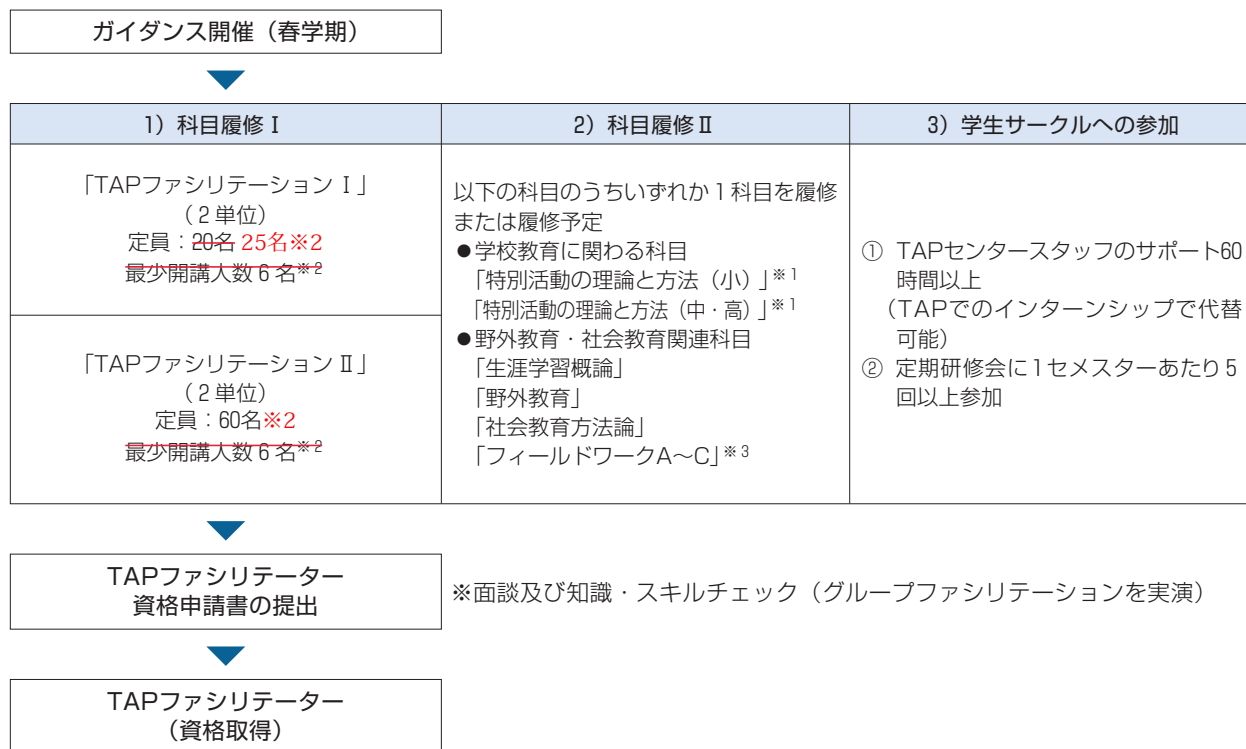 ガイダンス開催（春学期）
1）科目履修Ⅰ
2）科目履修Ⅱ
3）学生サークルへの参加
「TAPファシリテーションⅠ」
（2単位）
定員：20名 25名※2
最少開講人数6名※2
「TAPファシリテーションⅡ」
（2単位）
定員：60名※2
最少開講人数6名※2
以下の科目のうちいずれか1科目を履修
または履修予定
●学校教育に関わる科目
「特別活動の理論と方法（小）」※1
「特別活動の理論と方法（中・高）」※1
●野外教育・社会教育関連科目
「生涯学習概論」
「野外教育」
「社会教育方法論」
「フィールドワークA〜C」※3
① TAPセンタースタッフのサポート60
時間以上
（TAPでのインターンシップで代替
可能）
② 定期研修会に1セメスターあたり5
回以上参加
TAPファシリテーター
資格申請書の提出
※面談及び知識・スキルチェック（グループファシリテーションを実演）
TAPファシリテーター
（資格取得）